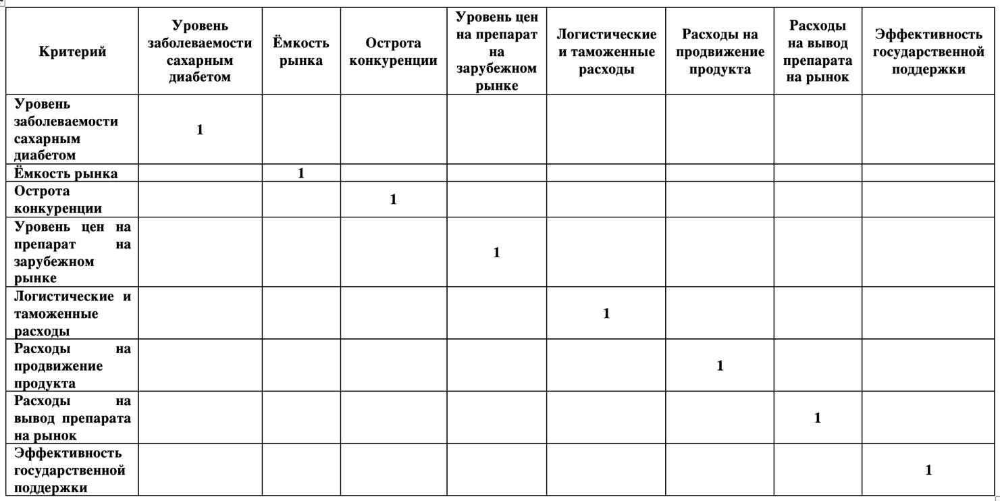 Критерий
Уровень
заболеваемости
сахарным
диабетом
Ёмкость
рынка
Острота
конкуренции
Уровень цен
на препарат
на
зарубежном
рынке
Логистические
и таможенные
расходы
Расходы на
продвижение
продукта
Расходы
на вывод
препарата
на рынок
Эффективность
государственной
поддержки
Уровень
заболеваемости
сахарным
диабетом
1
Ёмкость рынка
1
Острота
конкуренции
1
Уровень цен на
препарат на
зарубежном
рынке
1
Логистические и
таможенные
расходы
1
Расходы на
продвижение
продукта
1
Расходы на
вывод препарата
на рынок
1
Эффективность
государственной
поддержки
1